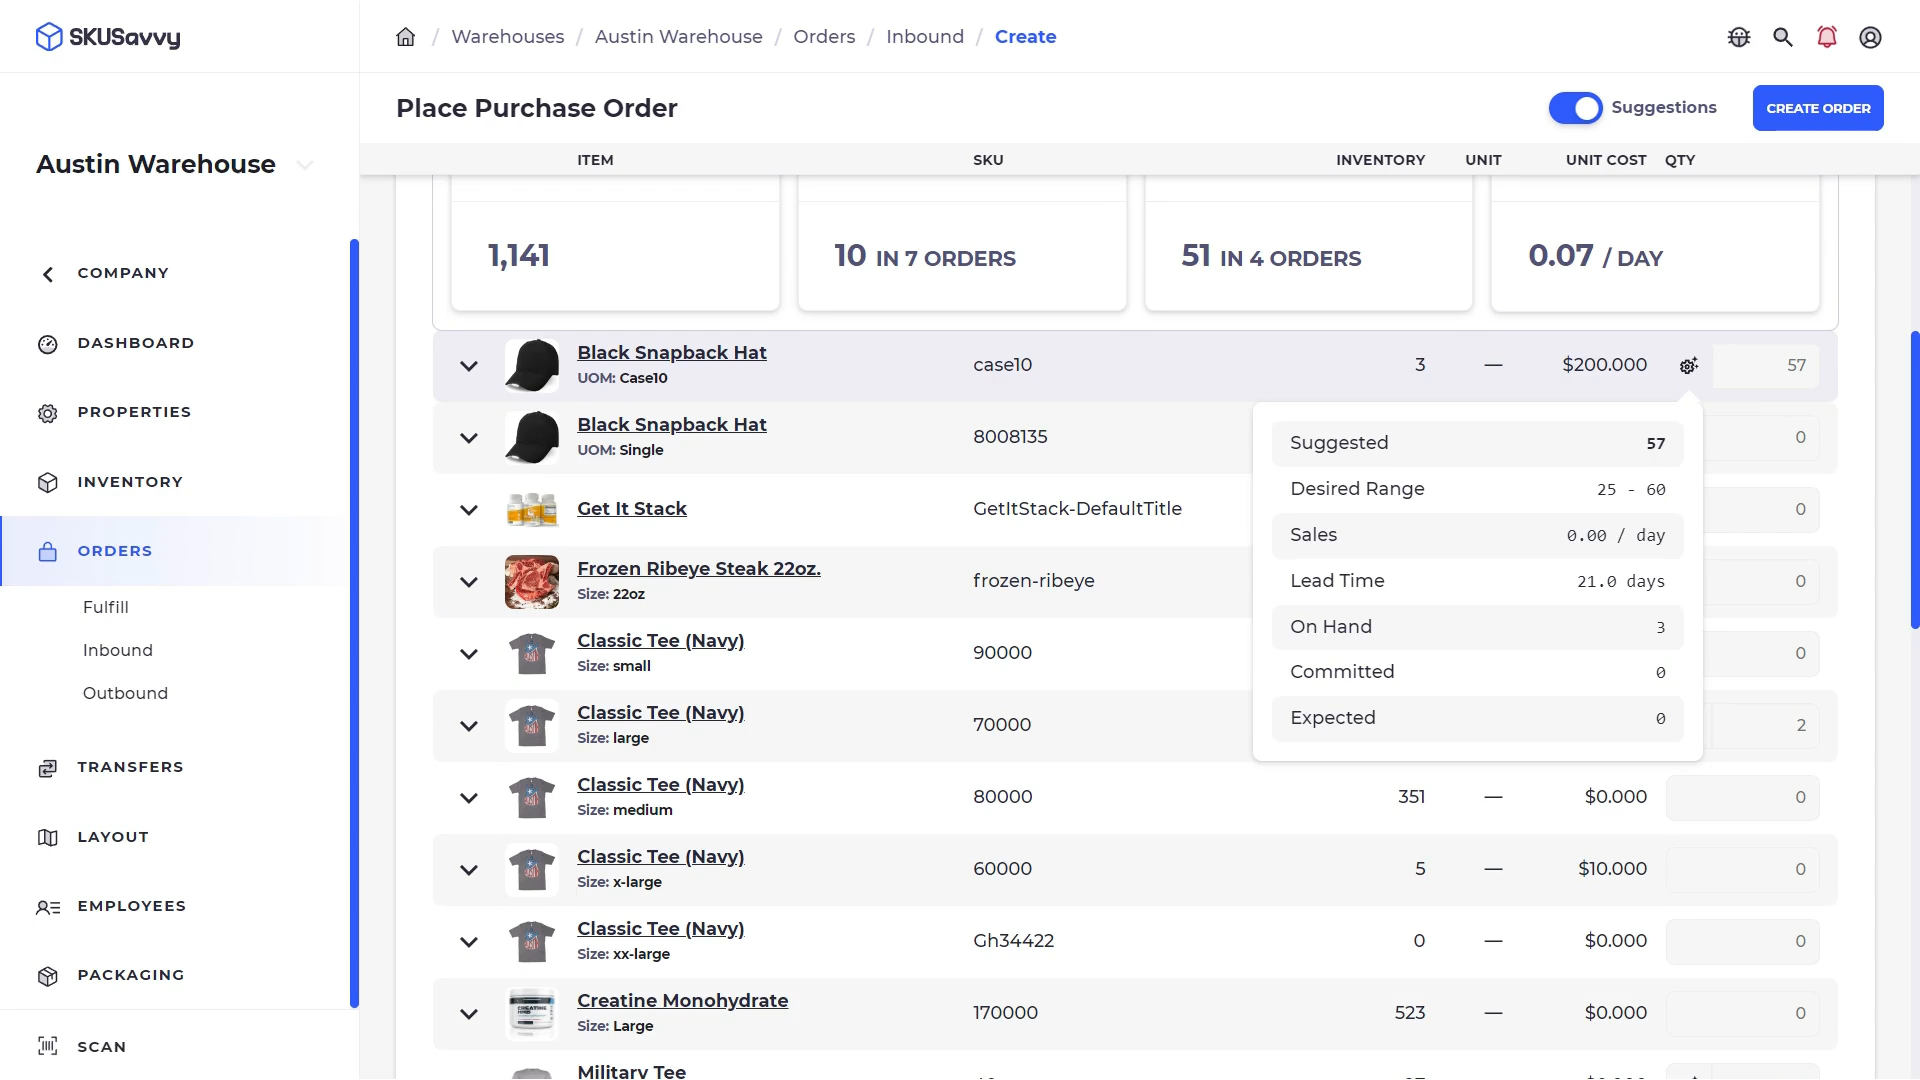 SKUSavvy
Warehouses / Austin Warehouse / Orders / Inbound / Create
Place Purchase Order
Suggestions
CREATE ORDER
Austin Warehouse
COMPANY
DASHBOARD
PROPERTIES
INVENTORY
ORDERS
Fulfill
Inbound
Outbound
TRANSFERS
LAYOUT
EMPLOYEES
PACKAGING
SCAN
ITEM SKU INVENTORY UNIT UNIT COST QTY
1,141 10 IN 7 ORDERS 51 IN 4 ORDERS 0.07 / DAY
Black Snapback Hat case10 3 — $200.000 57
UOM: Case10
Black Snapback Hat 8008135 0
UOM: Single
Get It Stack GetItStack-DefaultTitle 0
Frozen Ribeye Steak 22oz. frozen-ribeye 0
Size: 22oz
Classic Tee (Navy) 90000 0
Size: small
Classic Tee (Navy) 70000 2
Size: large
Classic Tee (Navy) 80000 351 — $0.000 0
Size: medium
Classic Tee (Navy) 60000 5 — $10.000 0
Size: x-large
Classic Tee (Navy) Gh34422 0 — $0.000 0
Size: xx-large
Creatine Monohydrate 170000 523 — $0.000 0
Size: Large
Military Tee
Suggested 57
Desired Range 25 - 60
Sales 0.00 / day
Lead Time 21.0 days
On Hand 3
Committed 0
Expected 0